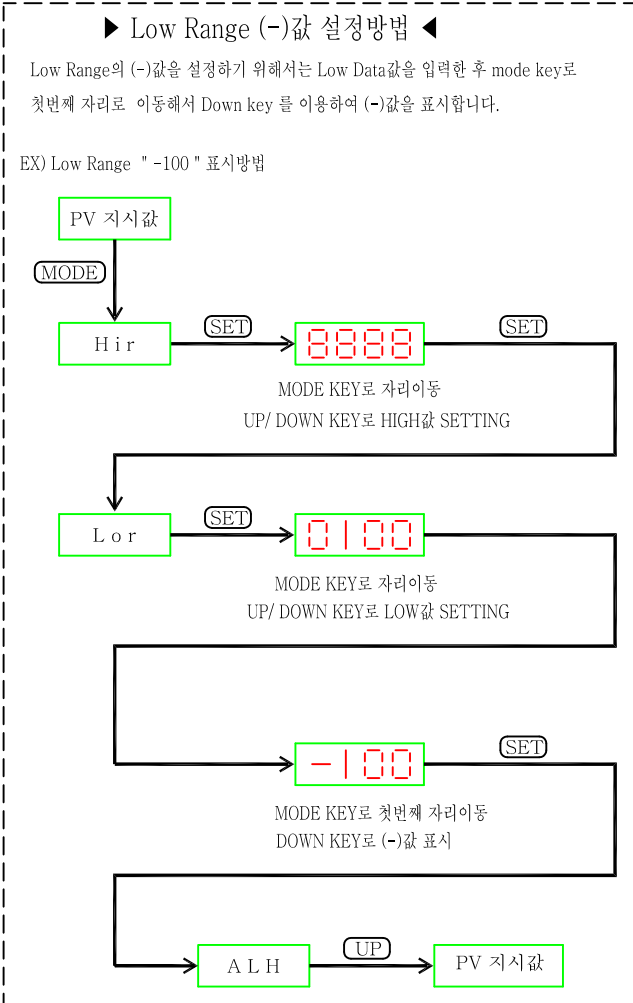 ▶ Low Range (-)값 설정방법 ◀
Low Range의 (-)값을 설정하기 위해서는 Low Data값을 입력한 후 mode key로
첫번째 자리로 이동해서 Down key 를 이용하여 (-)값을 표시합니다.
EX) Low Range " -100 " 표시방법
PV 지시값
MODE
Hir
SET
8888
SET
MODE KEY로 자리이동
UP/ DOWN KEY로 HIGH값 SETTING
Lor
SET
0100
MODE KEY로 자리이동
UP/ DOWN KEY로 LOW값 SETTING
-100
SET
MODE KEY로 첫번째 자리이동
DOWN KEY로 (-)값 표시
ALH
UP
PV 지시값